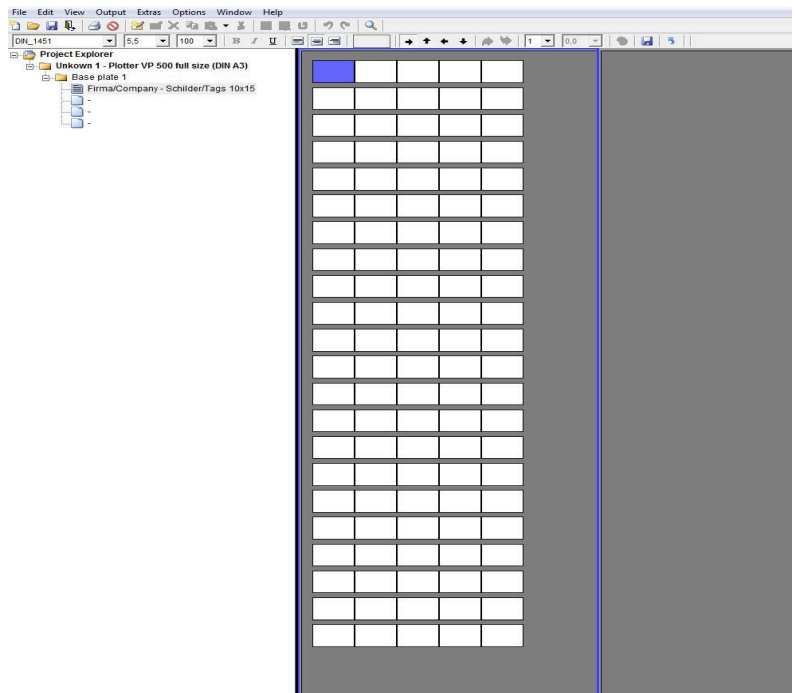 File Edit View Output Extras Options Window Help
DIN_1451 5,5 100 B I U 1 0,0
Project Explorer
Unkown 1 - Plotter VP 500 full size (DIN A3)
Base plate 1
Firma/Company - Schilder/Tags 10x15
-
-
-